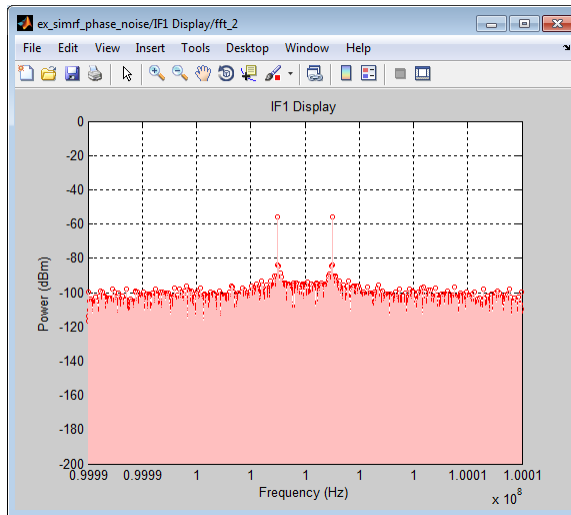 ex_simrf_phase_noise/IF1 Display/fft_2
File Edit View Insert Tools Desktop Window Help
IF1 Display
0
-20
-40
-60
-80
-100
-120
-140
-160
-180
-200
Power (dBm)
0.9999 0.9999 1 1 1 1 1 1.0001 1.0001
Frequency (Hz)
x 10^8